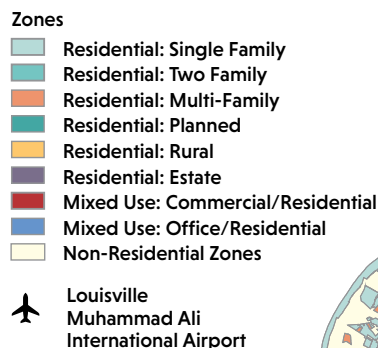 Zones
Residential: Single Family
Residential: Two Family
Residential: Multi-Family
Residential: Planned
Residential: Rural
Residential: Estate
Mixed Use: Commercial/Residential
Mixed Use: Office/Residential
Non-Residential Zones
Louisville
Muhammad Ali
International Airport